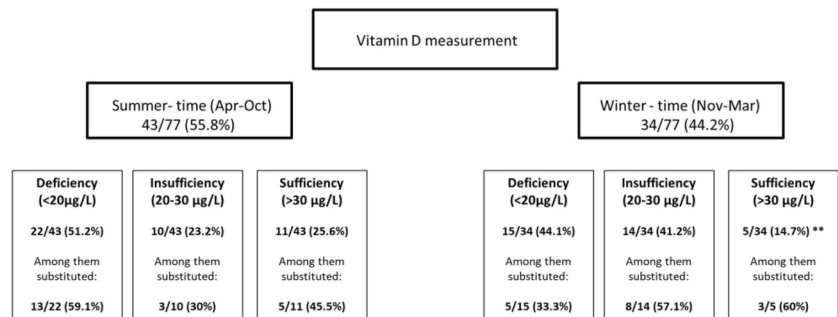 Vitamin D measurement
Summer- time (Apr-Oct)
43/77 (55.8%)
Winter - time (Nov-Mar)
34/77 (44.2%)
Deficiency
(<20µg/L)
22/43 (51.2%)
Among them
substituted:
13/22 (59.1%)
Insufficiency
(20-30 µg/L)
10/43 (23.2%)
Among them
substituted:
3/10 (30%)
Sufficiency
(>30 µg/L)
11/43 (25.6%)
Among them
substituted:
5/11 (45.5%)
Deficiency
(<20µg/L)
15/34 (44.1%)
Among them
substituted:
5/15 (33.3%)
Insufficiency
(20-30 µg/L)
14/34 (41.2%)
Among them
substituted:
8/14 (57.1%)
Sufficiency
(>30 µg/L)
5/34 (14.7%) **
Among them
substituted:
3/5 (60%)